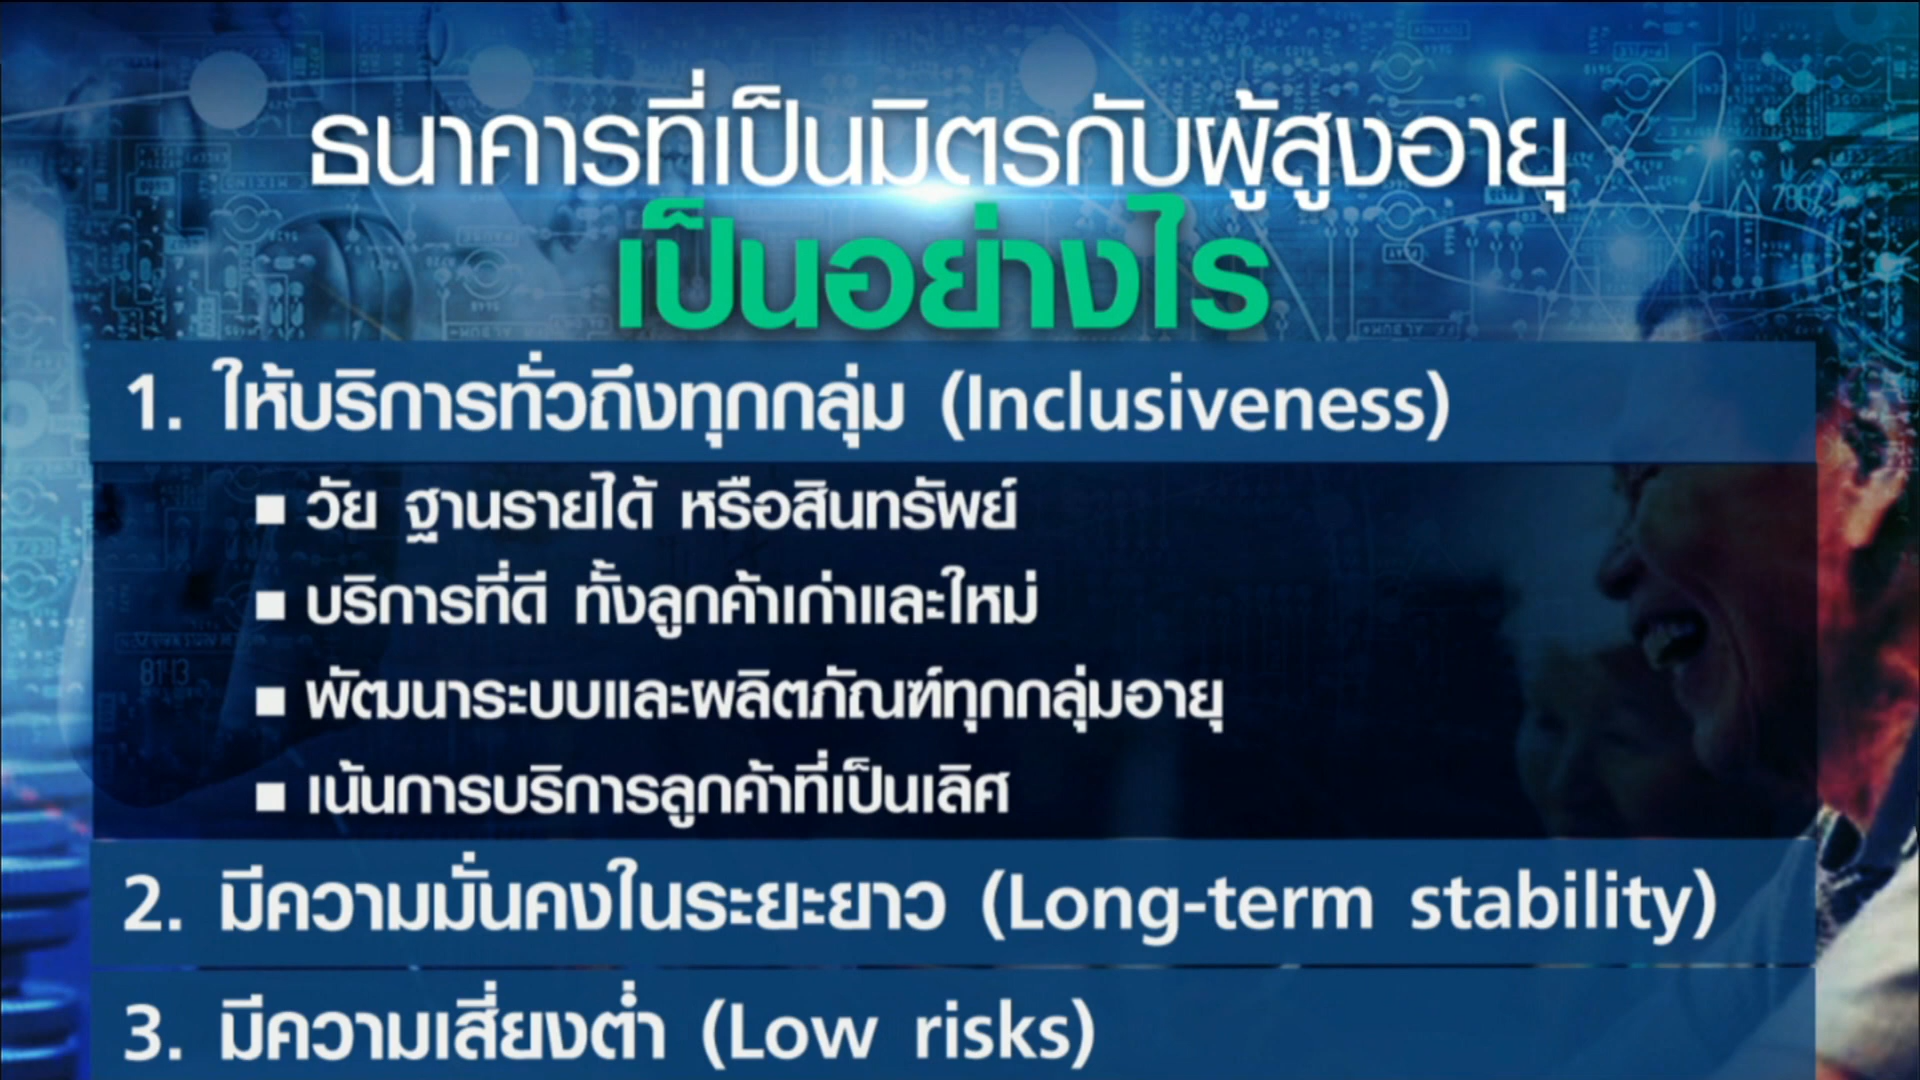 ธนาคารที่เป็นมิตรกับผู้สูงอายุ
เป็นอย่างไร
1. ให้บริการทั่วถึงทุกกลุ่ม (Inclusiveness)
▪ วัย ฐานรายได้ หรือสินทรัพย์
▪ บริการที่ดี ทั้งลูกค้าเก่าและใหม่
▪ พัฒนาระบบและผลิตภัณฑ์ทุกกลุ่มอายุ
▪ เน้นการบริการลูกค้าที่เป็นเลิศ
2. มีความมั่นคงในระยะยาว (Long-term stability)
3. มีความเสี่ยงต่ำ (Low risks)